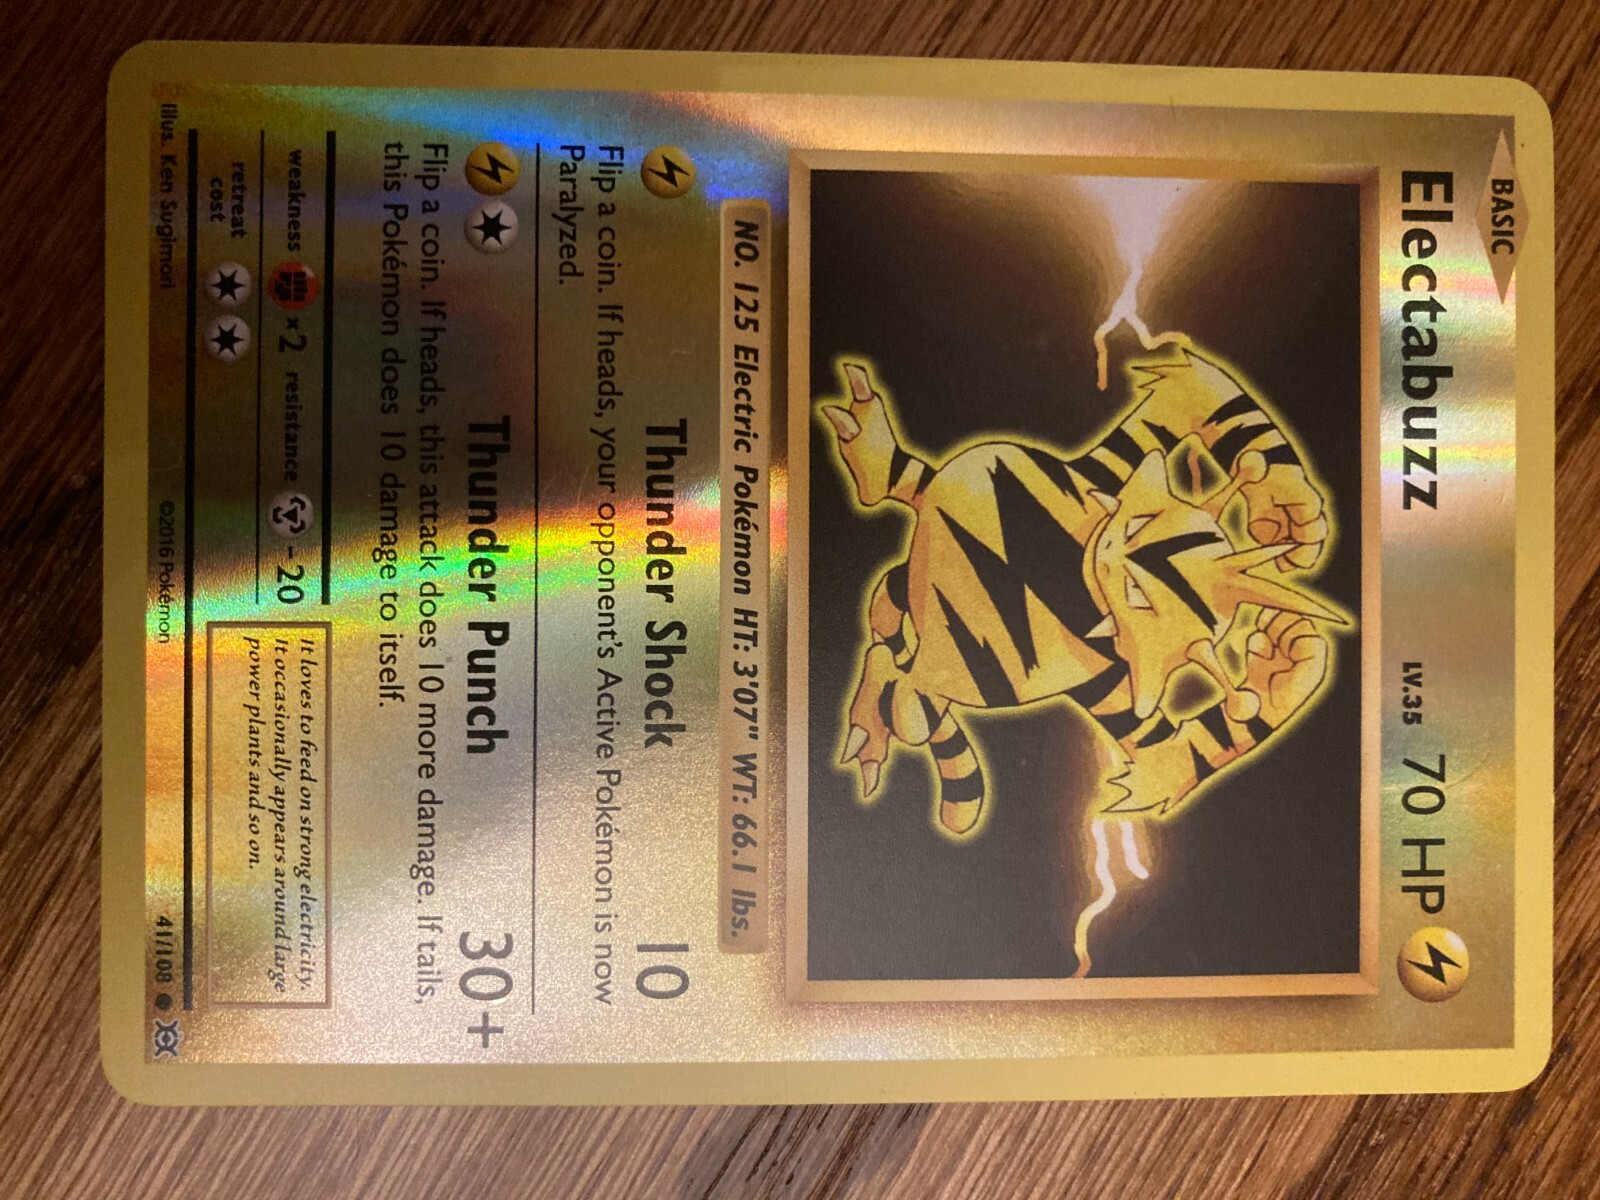 BASIC
Electabuzz LV.35 70 HP
NO. 125 Electric Pokémon HT: 3'07" WT: 66.1 lbs.
Thunder Shock 10
Flip a coin. If heads, your opponent's Active Pokémon is now
Paralyzed.
Thunder Punch 30+
Flip a coin. If heads, this attack does 10 more damage. If tails,
this Pokémon does 10 damage to itself.
weakness x2 resistance -20
retreat
cost
It loves to feed on strong electricity.
It occasionally appears around large
power plants and so on.
Illus. Ken Sugimori ©2016 Pokémon 41/108